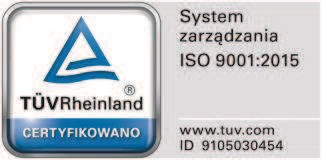 TÜVRheinland®
CERTYFIKOWANO
System
zarządzania
ISO 9001:2015
www.tuv.com
ID 9105030454